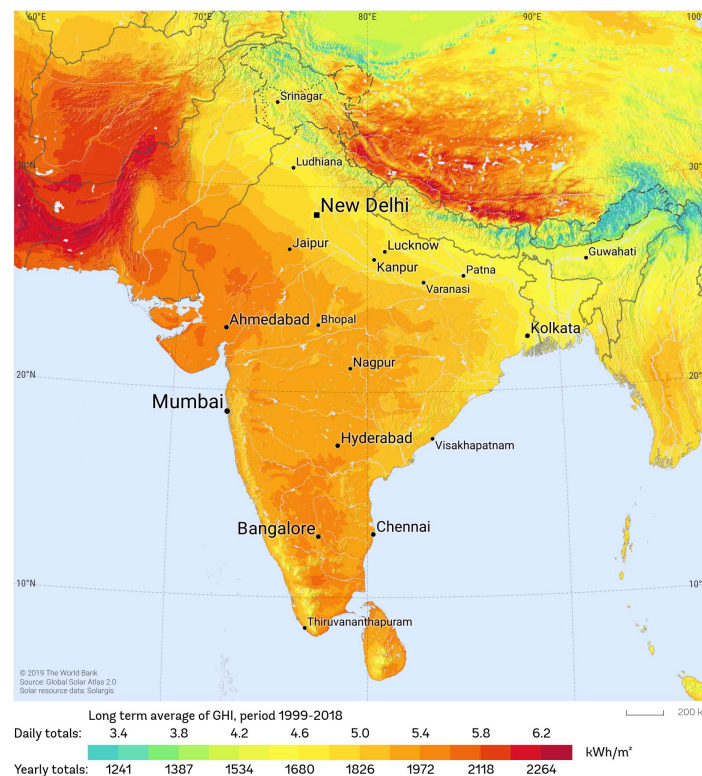 60°E 70°E 80°E 90°E 100°
Srinagar
30°N 30°
Ludhiana
New Delhi
Jaipur
Lucknow
Guwahati
Kanpur
Patna
Varanasi
Ahmedabad
Bhopal
Kolkata
Nagpur
20°N 20°
Mumbai
Hyderabad
Visakhapatnam
Bangalore
Chennai
10°N 10°
Thiruvananthapuram
© 2019 The World Bank
Source: Global Solar Atlas 2.0
Solar resource data: Solargis
Long term average of GHI, period 1999-2018
200 k
Daily totals: 3.4 3.8 4.2 4.6 5.0 5.4 5.8 6.2
kWh/m²
Yearly totals: 1241 1387 1534 1680 1826 1972 2118 2264